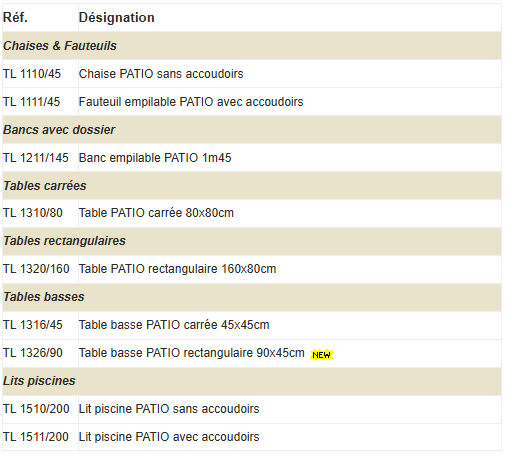 Réf. Désignation
Chaises & Fauteuils
TL 1110/45 Chaise PATIO sans accoudoirs
TL 1111/45 Fauteuil empilable PATIO avec accoudoirs
Bancs avec dossier
TL 1211/145 Banc empilable PATIO 1m45
Tables carrées
TL 1310/80 Table PATIO carrée 80x80cm
Tables rectangulaires
TL 1320/160 Table PATIO rectangulaire 160x80cm
Tables basses
TL 1316/45 Table basse PATIO carrée 45x45cm
TL 1326/90 Table basse PATIO rectangulaire 90x45cm NEW
Lits piscines
TL 1510/200 Lit piscine PATIO sans accoudoirs
TL 1511/200 Lit piscine PATIO avec accoudoirs